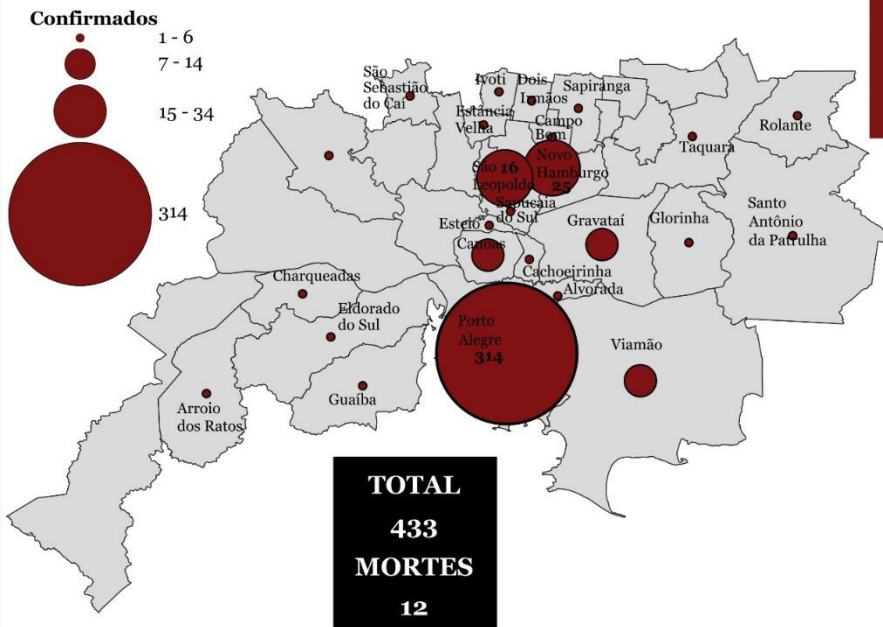 Confirmados
1 - 6
7 - 14
15 - 34
314
São
Sebastião
do Caí
Ivoti
Dois
Irmãos
Sapiranga
Estância
Velha
Campo
Bom
Taquara
Rolante
São 16
Leopoldo
Novo
Hamburgo
25
Sapucaia
do Sul
Esteio
Canoas
Gravataí
Glorinha
Santo
Antônio
da Patrulha
Cachoeirinha
Alvorada
Charqueadas
Eldorado
do Sul
Porto
Alegre
314
Viamão
Guaíba
Arroio
dos Ratos
TOTAL
433
MORTES
12